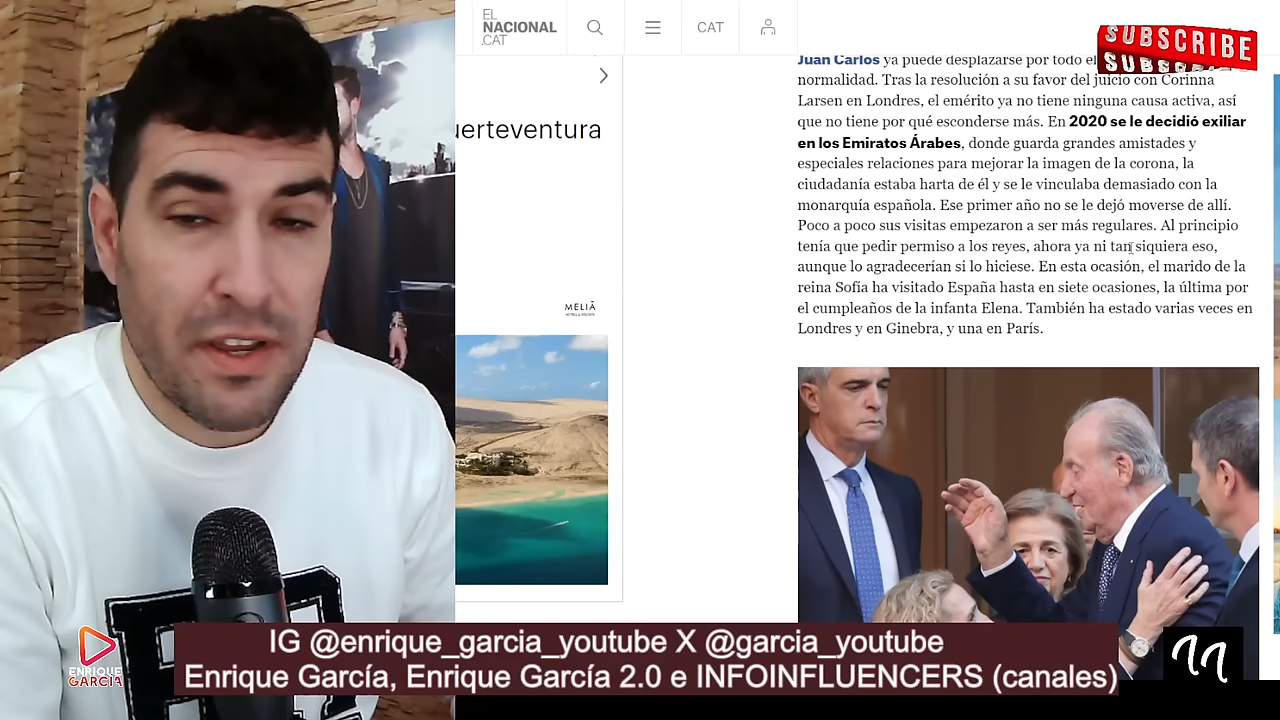 EL
NACIONAL
.CAT
CAT
SUBSCRIBE
SUBSCRIBE
uerteventura
MELIÃ
Juan Carlos ya puede desplazarse por todo el
normalidad. Tras la resolución a su favor del juicio con Corinna
Larsen en Londres, el emérito ya no tiene ninguna causa activa, así
que no tiene por qué esconderse más. En 2020 se le decidió exiliar
en los Emiratos Árabes, donde guarda grandes amistades y
especiales relaciones para mejorar la imagen de la corona, la
ciudadanía estaba harta de él y se le vinculaba demasiado con la
monarquía española. Ese primer año no se le dejó moverse de allí.
Poco a poco sus visitas empezaron a ser más regulares. Al principio
tenía que pedir permiso a los reyes, ahora ya ni tan siquiera eso,
aunque lo agradecerían si lo hiciese. En esta ocasión, el marido de la
reina Sofía ha visitado España hasta en siete ocasiones, la última por
el cumpleaños de la infanta Elena. También ha estado varias veces en
Londres y en Ginebra, y una en París.
ENRIQUE
GARCÍA
IG @enrique_garcia_youtube X @garcia_youtube
Enrique García, Enrique García 2.0 e INFOINFLUENCERS (canales)